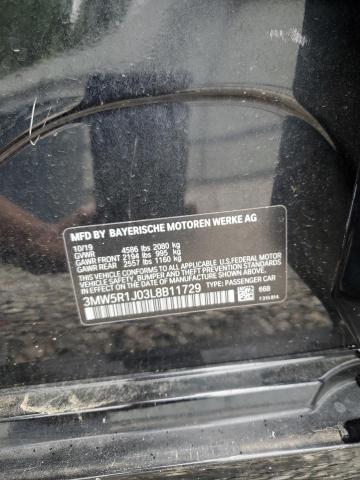 MFD BY BAYERISCHE MOTOREN WERKE AG
10/19
GVWR 4586 lbs 2080 kg
GAWR FRONT 2194 lbs 995 kg
GAWR REAR 2557 lbs 1160 kg
THIS VEHICLE CONFORMS TO ALL APPLICABLE U.S. FEDERAL MOTOR
VEHICLE SAFETY, BUMPER, AND THEFT PREVENTION STANDARDS
IN EFFECT ON THE DATE OF MANUFACTURE SHOWN ABOVE.
3MW5R1J03L8B11729 TYPE: PASSENGER CAR
668